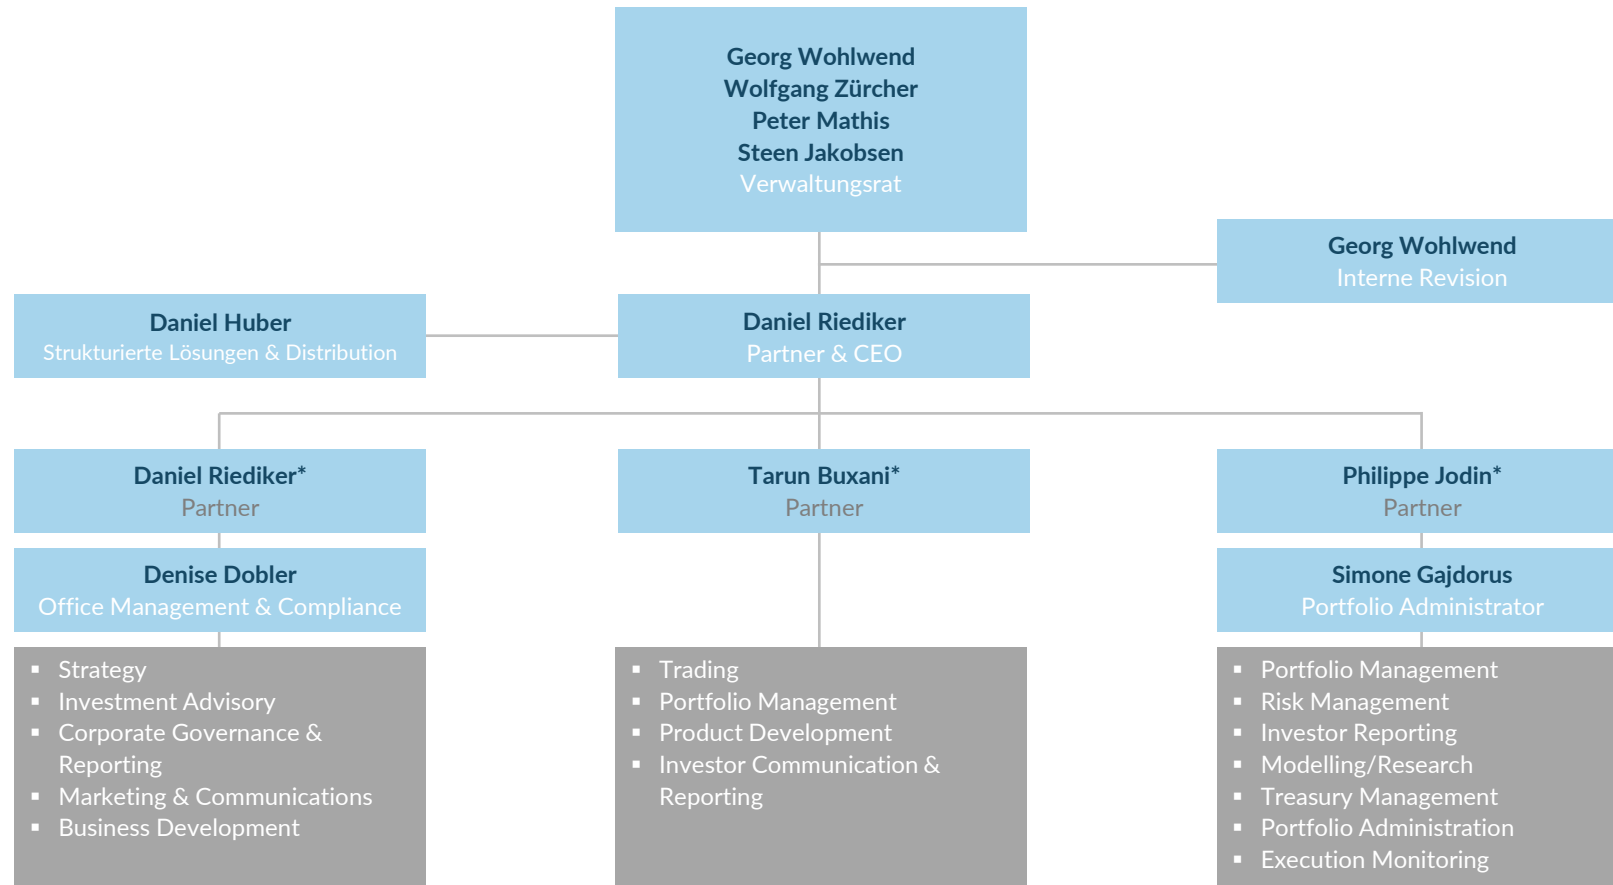 Georg Wohlwend
Wolfgang Zürcher
Peter Mathis
Steen Jakobsen
Verwaltungsrat
Georg Wohlwend
Interne Revision
Daniel Huber
Strukturierte Lösungen & Distribution
Daniel Riediker
Partner & CEO
Daniel Riediker*
Partner
Tarun Buxani*
Partner
Philippe Jodin*
Partner
Denise Dobler
Office Management & Compliance
Simone Gajdorus
Portfolio Administrator
▪ Strategy
▪ Investment Advisory
▪ Corporate Governance &
Reporting
▪ Marketing & Communications
▪ Business Development
▪ Trading
▪ Portfolio Management
▪ Product Development
▪ Investor Communication &
Reporting
▪ Portfolio Management
▪ Risk Management
▪ Investor Reporting
▪ Modelling/Research
▪ Treasury Management
▪ Portfolio Administration
▪ Execution Monitoring